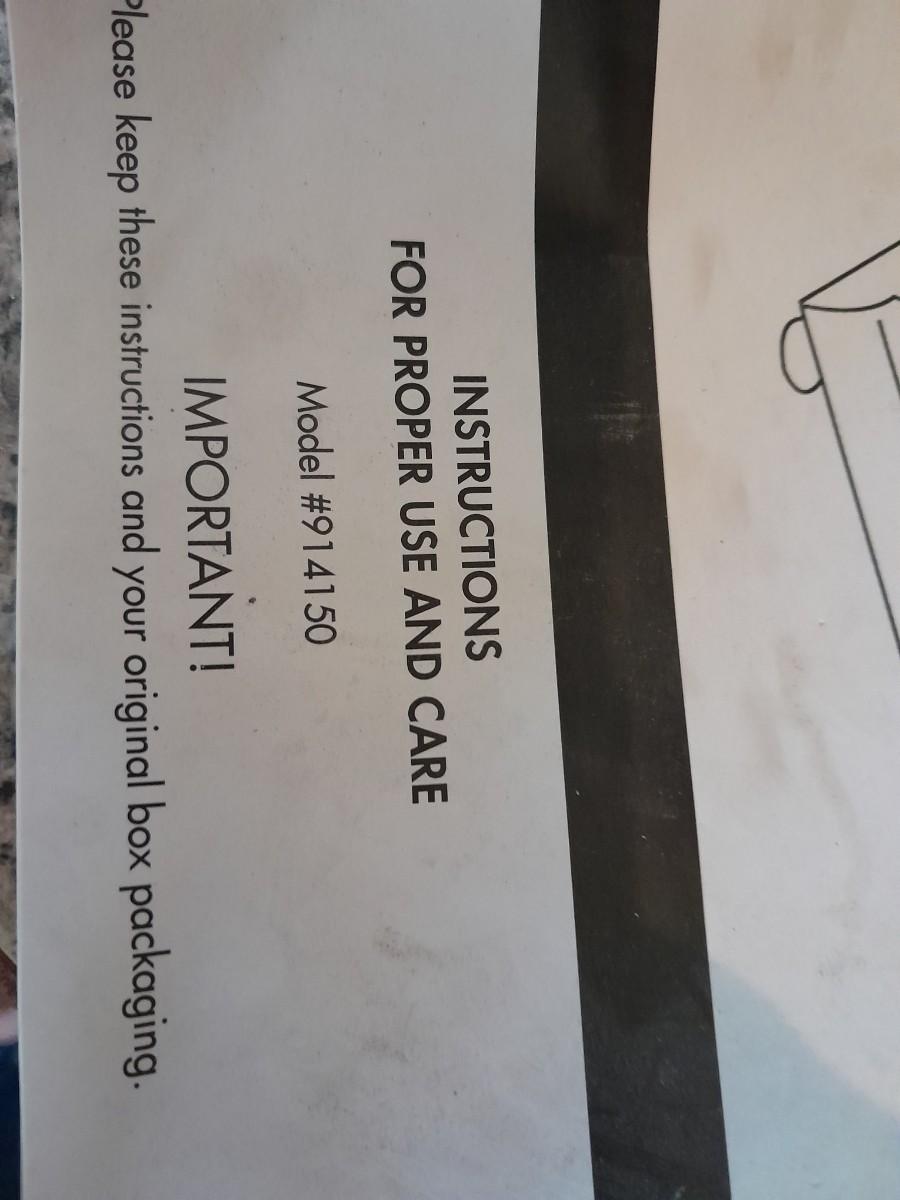 INSTRUCTIONS
FOR PROPER USE AND CARE
Model #914150
IMPORTANT!
Please keep these instructions and your original box packaging.